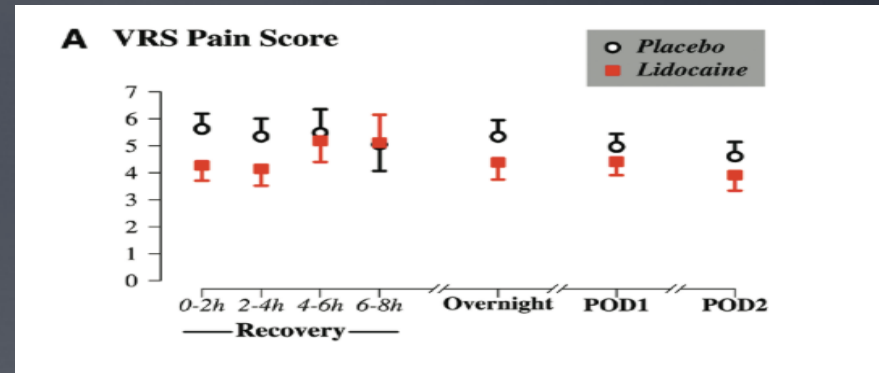 A VRS Pain Score
Placebo
Lidocaine
7
6
5
4
3
2
1
0
0-2h 2-4h 4-6h 6-8h Overnight POD1 POD2
Recovery